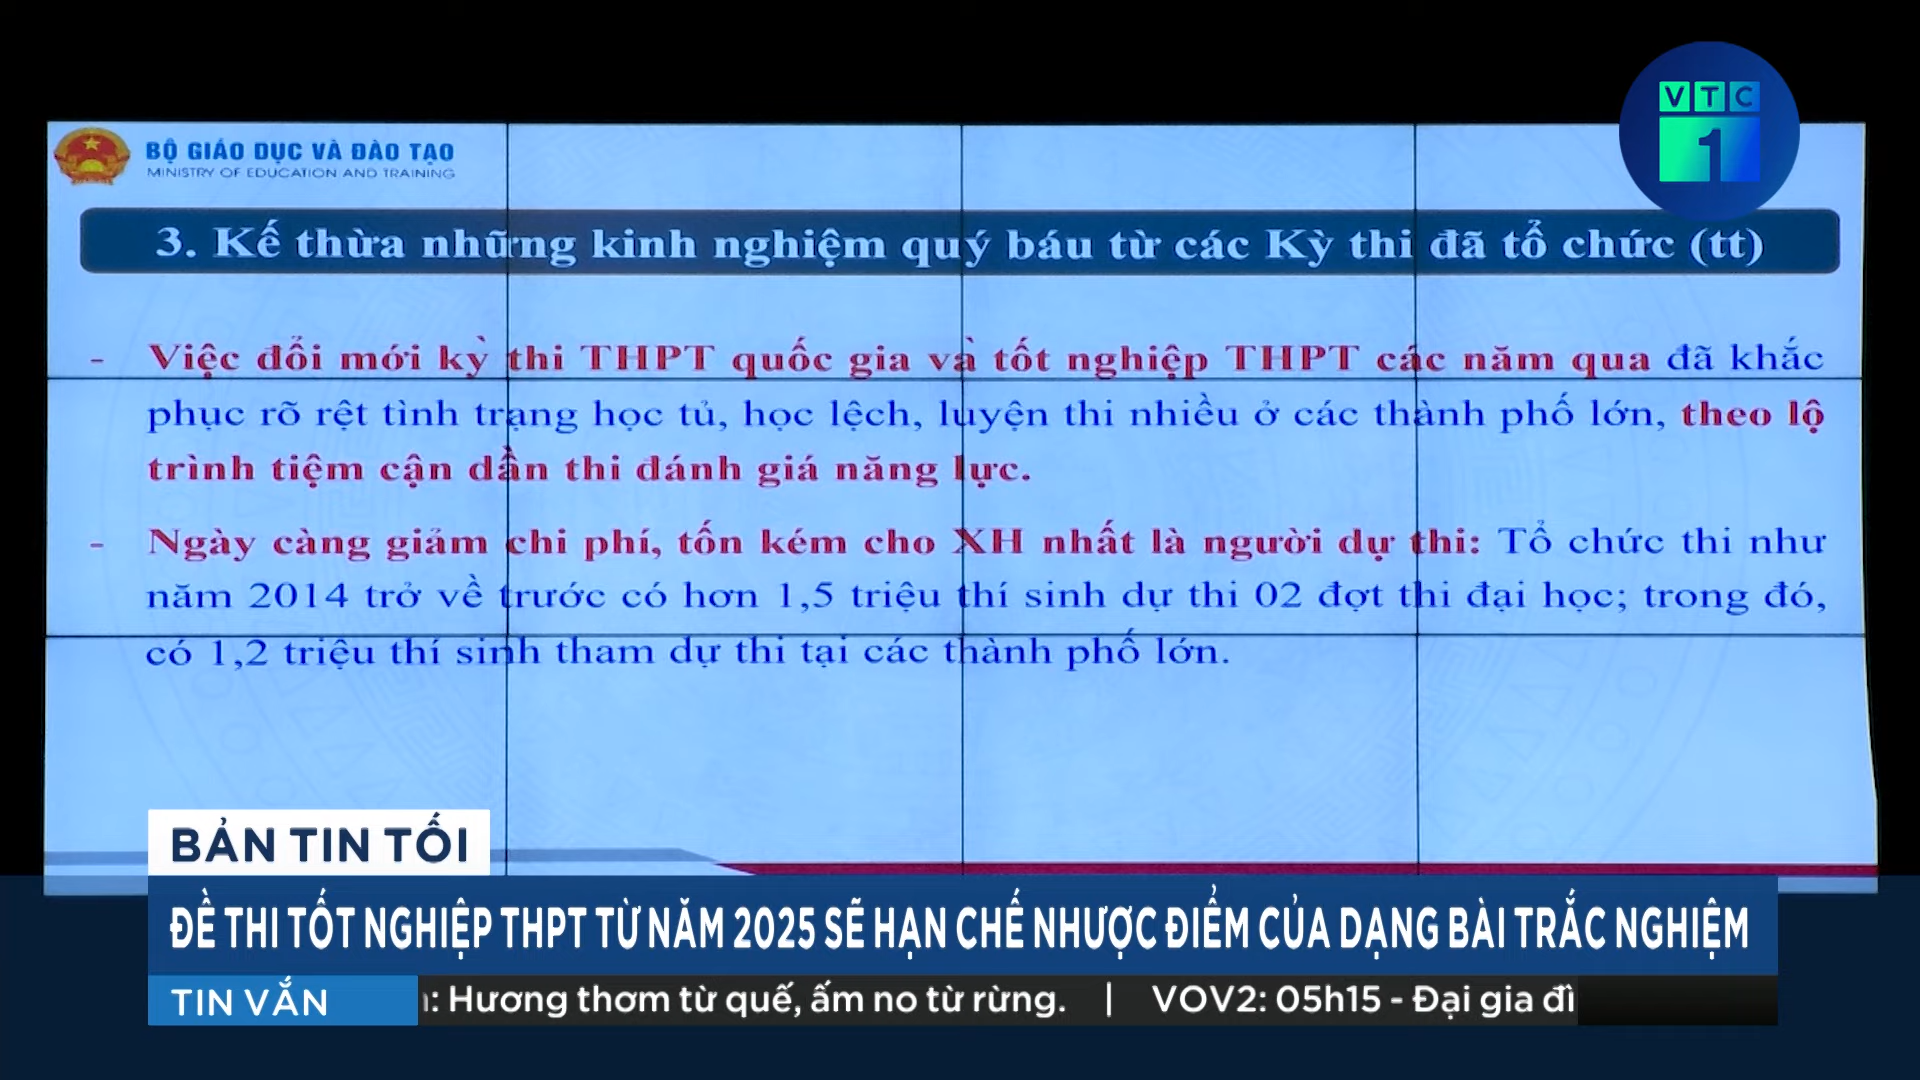 VTC
1
BỘ GIÁO DỤC VÀ ĐÀO TẠO
MINISTRY OF EDUCATION AND TRAINING
3. Kế thừa những kinh nghiệm quý báu từ các Kỳ thi đã tổ chức (tt)
- Việc đổi mới kỳ thi THPT quốc gia và tốt nghiệp THPT các năm qua đã khắc
phục rõ rệt tình trạng học tủ, học lệch, luyện thi nhiều ở các thành phố lớn, theo lộ
trình tiệm cận dần thi đánh giá năng lực.
- Ngày càng giảm chi phí, tốn kém cho XH nhất là người dự thi: Tổ chức thi như
năm 2014 trở về trước có hơn 1,5 triệu thí sinh dự thi 02 đợt thi đại học; trong đó,
có 1,2 triệu thí sinh tham dự thi tại các thành phố lớn.
BẢN TIN TỐI
ĐỀ THI TỐT NGHIỆP THPT TỪ NĂM 2025 SẼ HẠN CHẾ NHƯỢC ĐIỂM CỦA DẠNG BÀI TRẮC NGHIỆM
TIN VẮN : Hương thơm từ quế, ấm no từ rừng. | VOV2: 05h15 - Đại gia đì